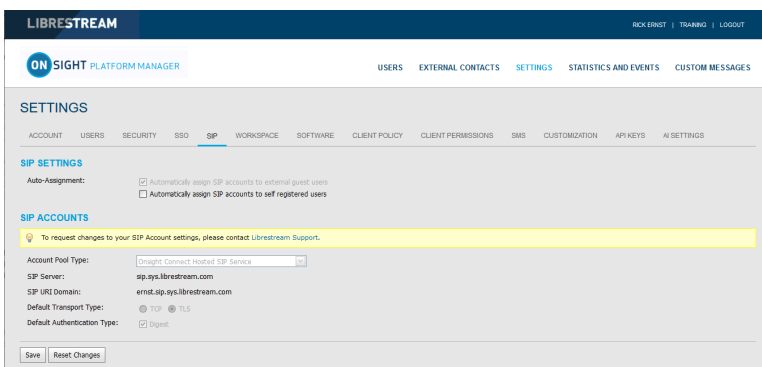 LIBRESTREAM
RICK ERNST | TRAINING | LOGOUT
ON SIGHT PLATFORM MANAGER
USERS EXTERNAL CONTACTS SETTINGS STATISTICS AND EVENTS CUSTOM MESSAGES
SETTINGS
ACCOUNT USERS SECURITY SSO SIP WORKSPACE SOFTWARE CLIENT POLICY CLIENT PERMISSIONS SMS CUSTOMIZATION API KEYS AI SETTINGS
SIP SETTINGS
Auto-Assignment: Automatically assign SIP accounts to external guest users
Automatically assign SIP accounts to self registered users
SIP ACCOUNTS
To request changes to your SIP Account settings, please contact Librestream Support.
Account Pool Type: Onsight Connect Hosted SIP Service
SIP Server: sip.sys.librestream.com
SIP URI Domain: ernst.sip.sys.librestream.com
Default Transport Type: TCP TLS
Default Authentication Type: Digest
Save Reset Changes